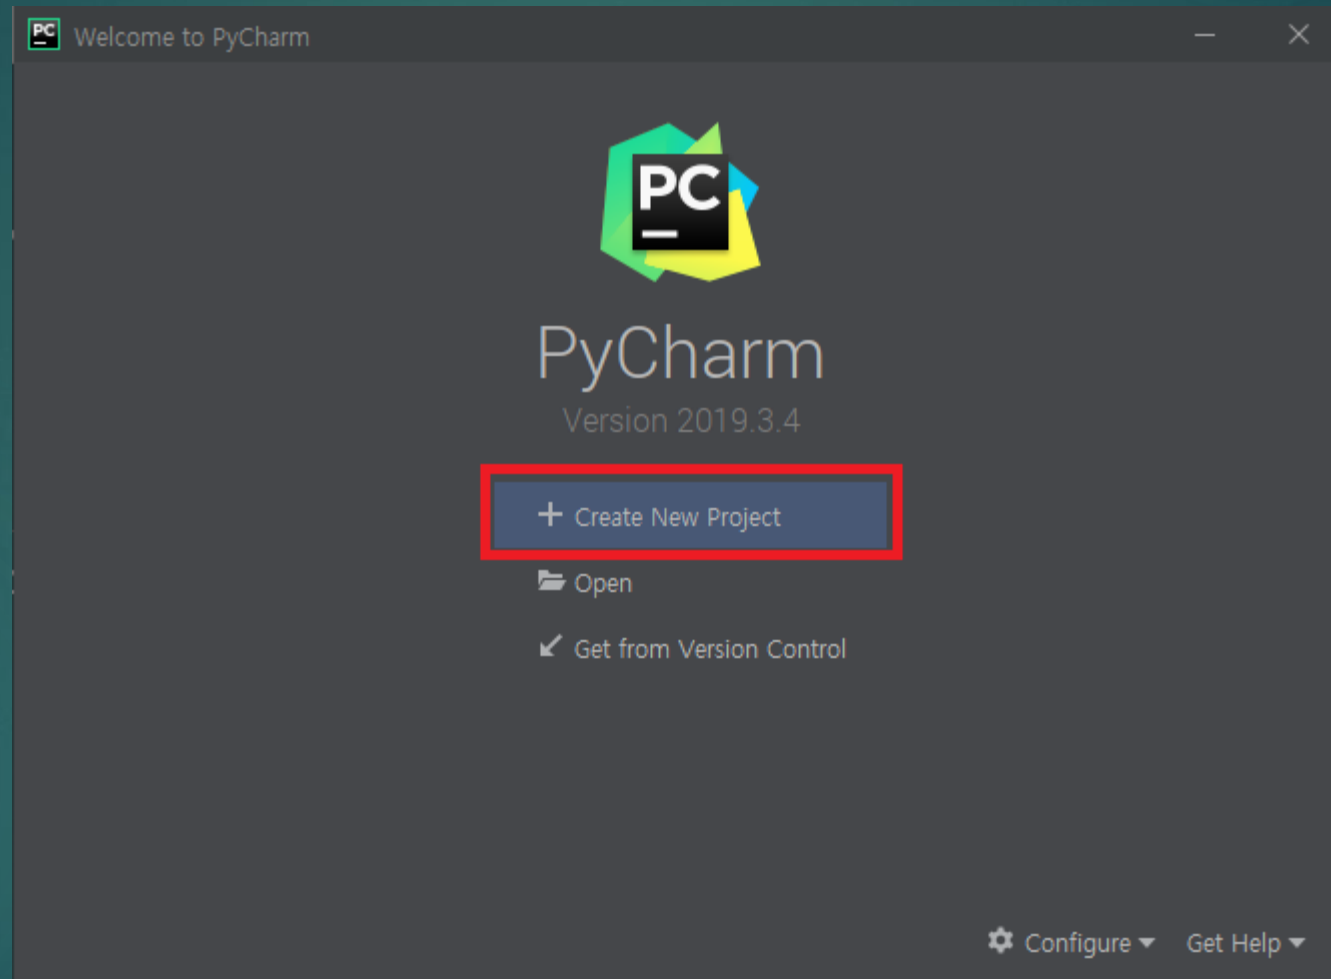 PC Welcome to PyCharm
PC
PyCharm
Version 2019.3.4
Create New Project
Open
Get from Version Control
Configure Get Help